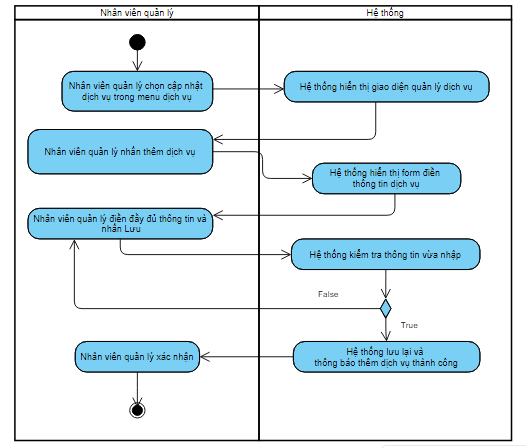 Nhân viên quản lý
Hệ thống
Nhân viên quản lý chọn cập nhật
dịch vụ trong menu dịch vụ
Hệ thống hiển thị giao diện quản lý dịch vụ
Nhân viên quản lý nhấn thêm dịch vụ
Hệ thống hiển thị form điền
thông tin dịch vụ
Nhân viên quản lý điền đầy đủ thông tin và
nhấn Lưu
Hệ thống kiểm tra thông tin vừa nhập
False
True
Hệ thống lưu lại và
thống báo thêm dịch vụ thành công
Nhân viên quản lý xác nhận